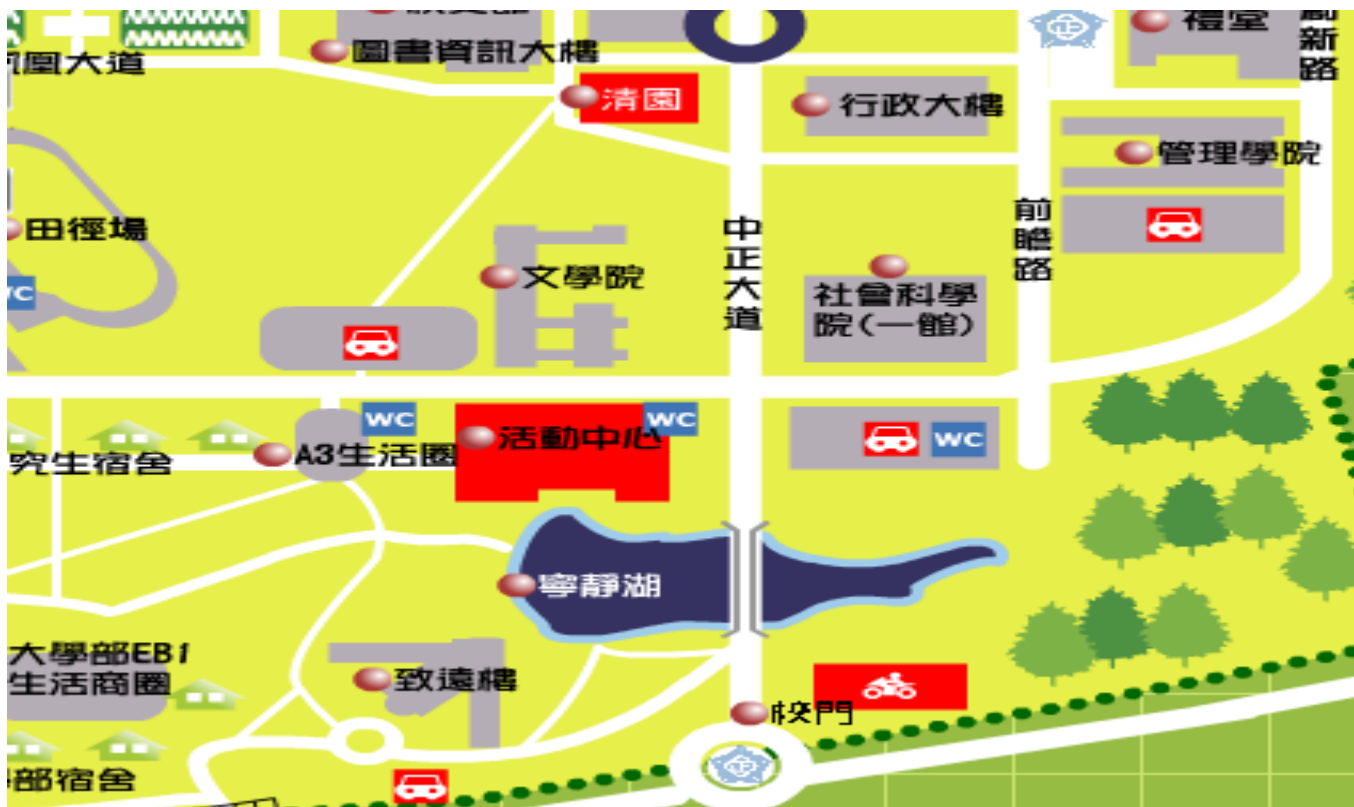 禮堂
圖書資訊大樓
凰大道
新路
清園
行政大樓
管理學院
田徑場
前瞻路
中正大道
文學院
社會科學
院(一館)
WC
WC
WC
活動中心
WC
A3生活圈
究生宿舍
寧靜湖
大學部EB1
生活商圈
致遠樓
校門
部宿舍